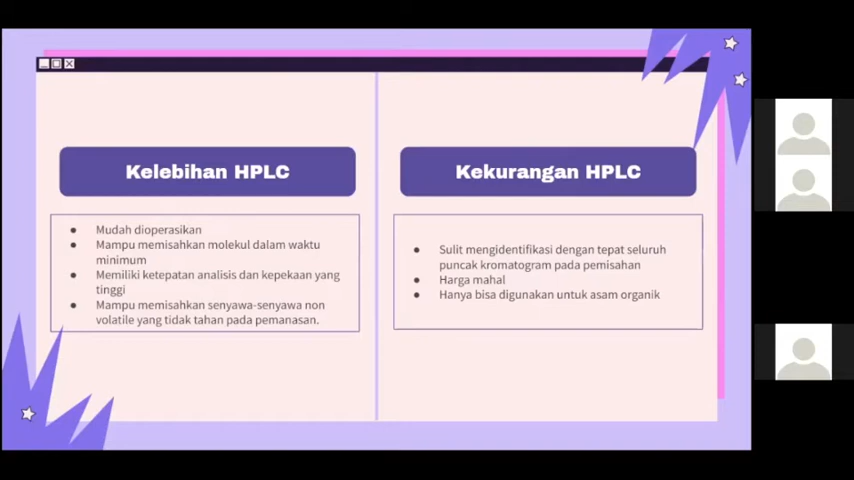 Kelebihan HPLC
● Mudah dioperasikan
● Mampu memisahkan molekul dalam waktu
minimum
● Memiliki ketepatan analisis dan kepekaan yang
tinggi
● Mampu memisahkan senyawa-senyawa non
volatile yang tidak tahan pada pemanasan.
Kekurangan HPLC
● Sulit mengidentifikasi dengan tepat seluruh
puncak kromatogram pada pemisahan
● Harga mahal
● Hanya bisa digunakan untuk asam organik